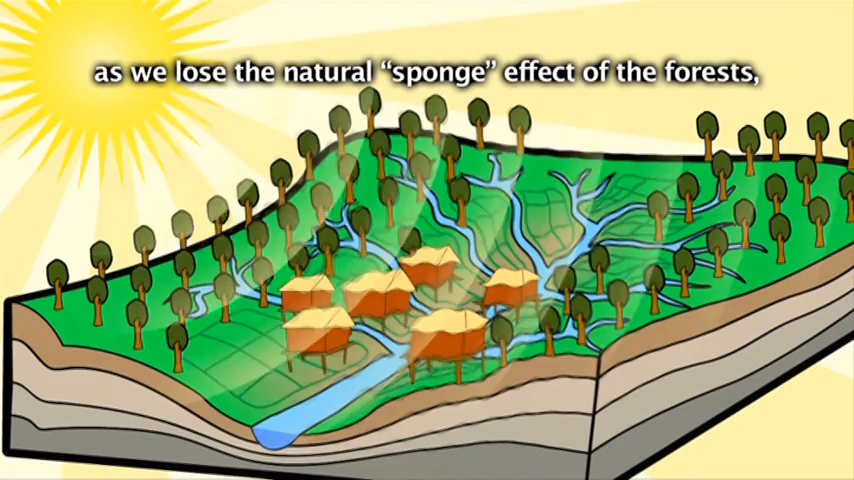 as we lose the natural “sponge” effect of the forests,